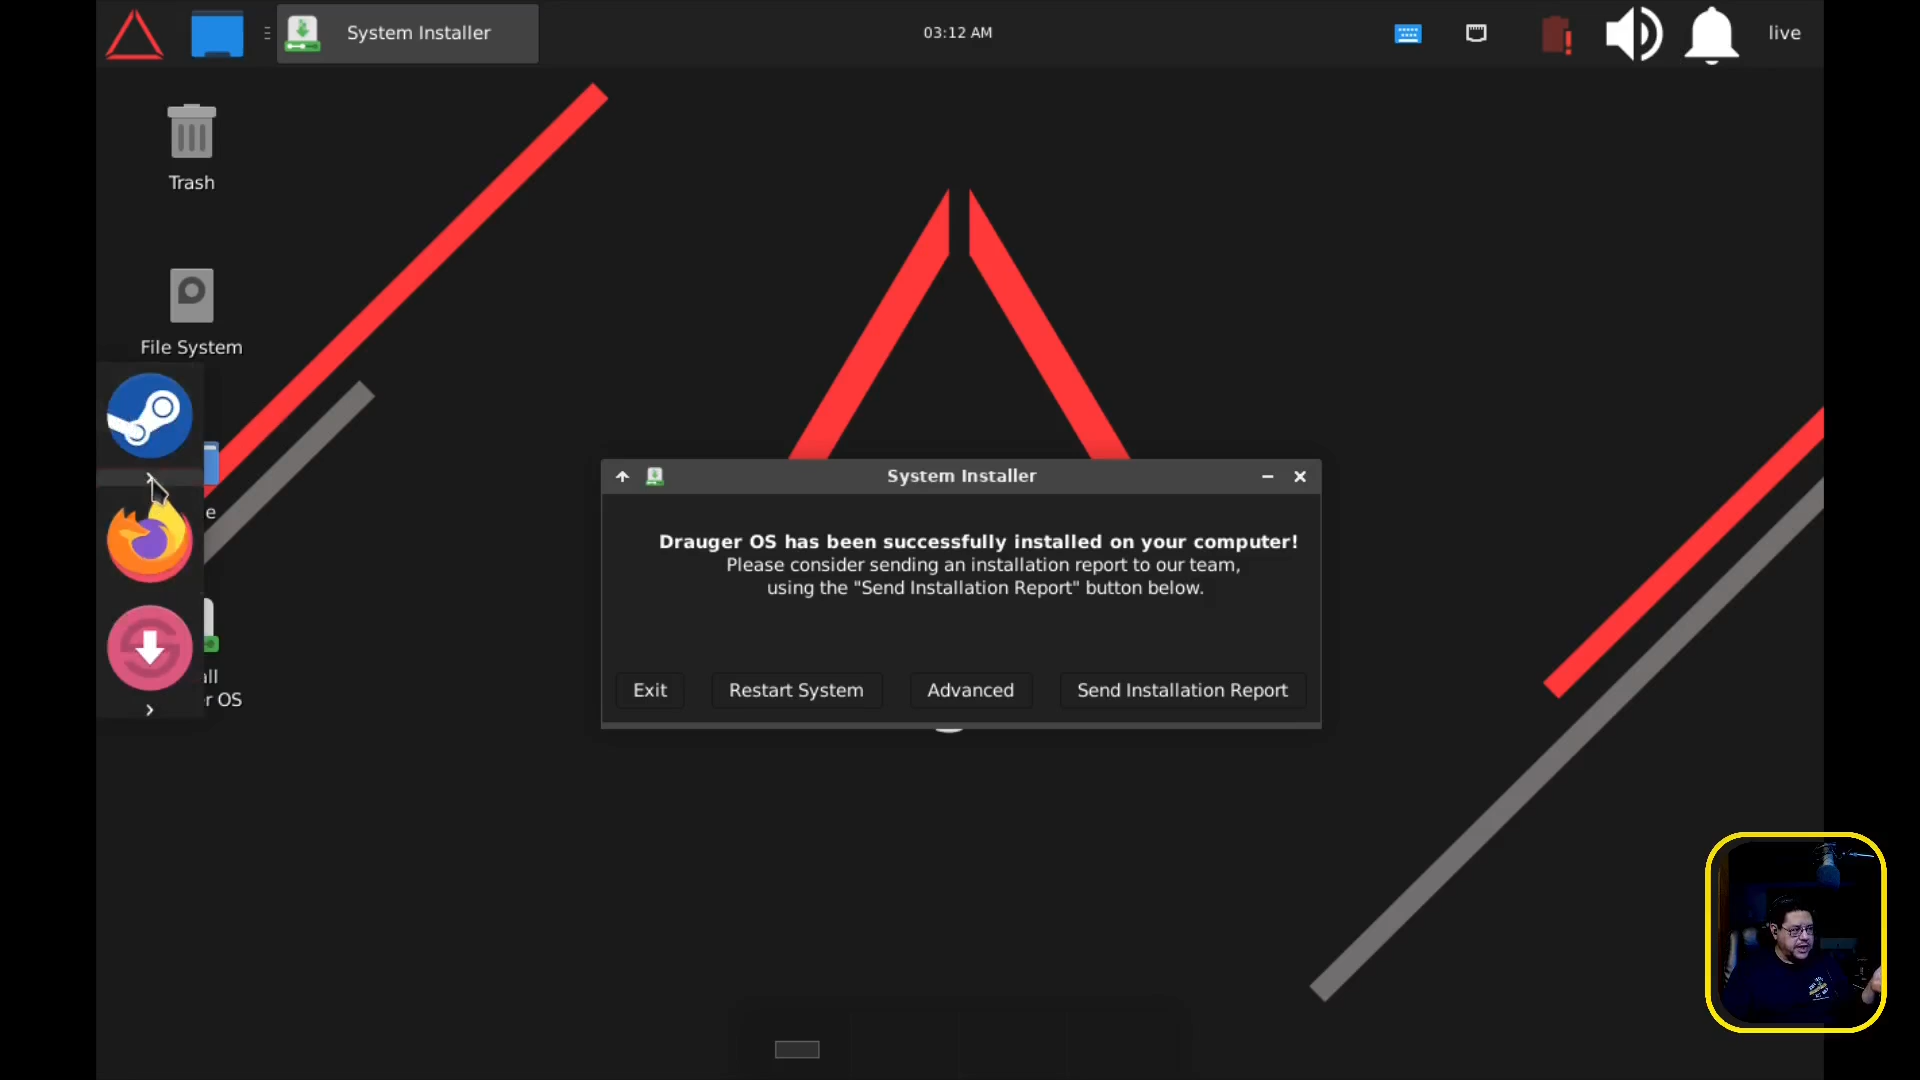 System Installer
03:12 AM
live
Trash
File System
e
all
r OS
System Installer
Drauger OS has been successfully installed on your computer!
Please consider sending an installation report to our team,
using the "Send Installation Report" button below.
Exit
Restart System
Advanced
Send Installation Report